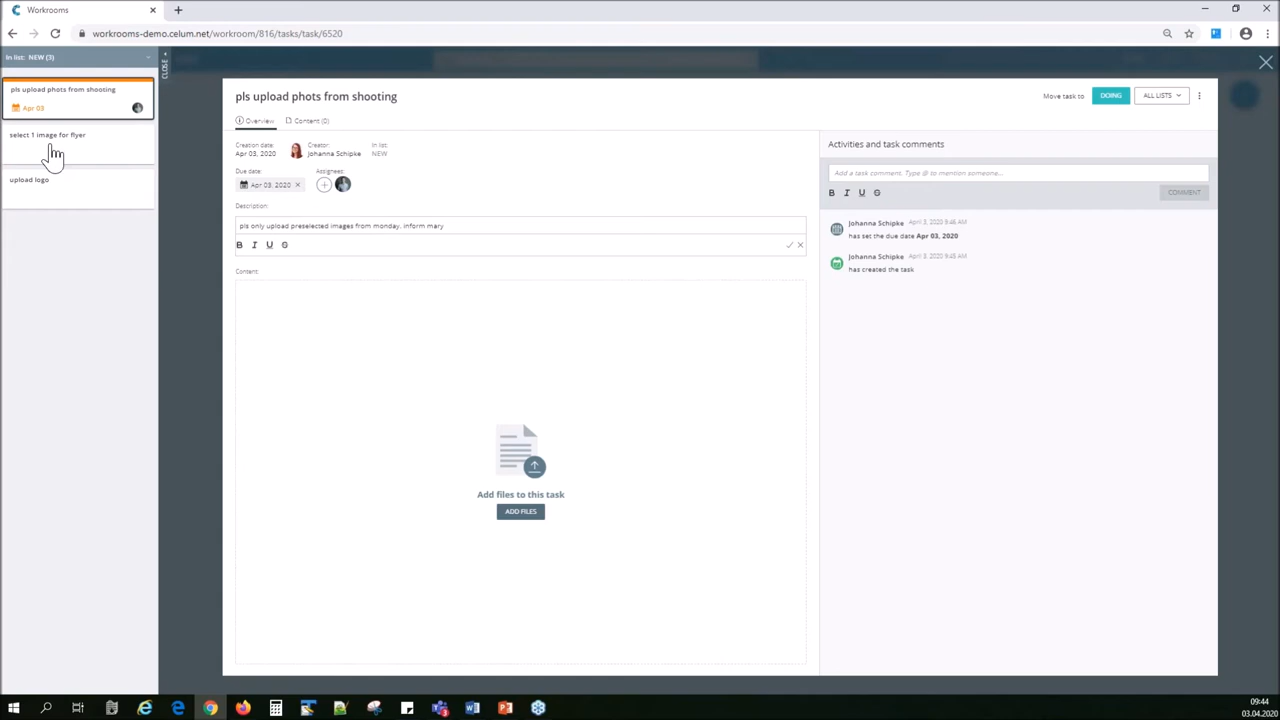 Workrooms
workrooms-demo.celum.net/workroom/816/tasks/task/6520
In list: NEW (3)
CLOSE
pls upload phots from shooting
Apr 03
select 1 image for flyer
upload logo
pls upload phots from shooting
Move task to DOING ALL LISTS
Overview Content (0)
Creation date: Creator: In list:
Apr 03, 2020 Johanna Schipke NEW
Due date: Assignees:
Apr 03, 2020
Description:
pls only upload preselected images from monday. inform mary
B I U S
Content:
Add files to this task
ADD FILES
Activities and task comments
Add a task comment. Type @ to mention someone...
B I U S COMMENT
Johanna Schipke April 3, 2020 9:46 AM
has set the due date Apr 03, 2020
Johanna Schipke April 3, 2020 9:45 AM
has created the task
09:44
03.04.2020